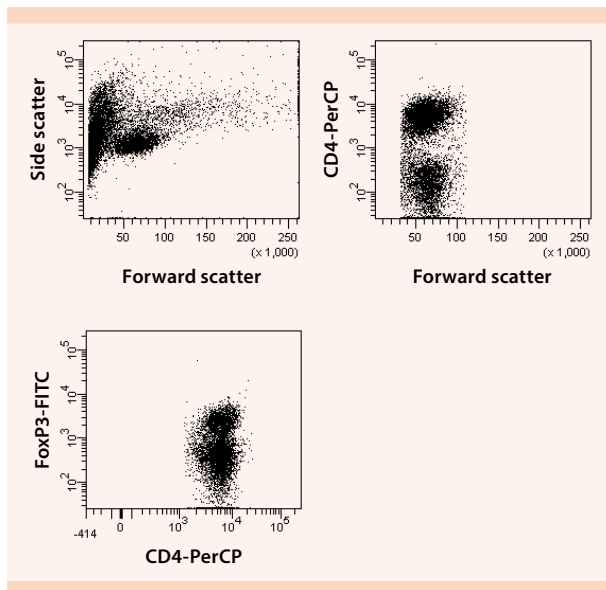 Side scatter
10^5
10^4
10^3
10^2
50 100 150 200 250
(x 1,000)
Forward scatter
CD4-PerCP
10^5
10^4
10^3
10^2
50 100 150 200 250
(x 1,000)
Forward scatter
FoxP3-FITC
10^5
10^4
10^3
10^2
-414 0 10^3 10^4 10^5
CD4-PerCP